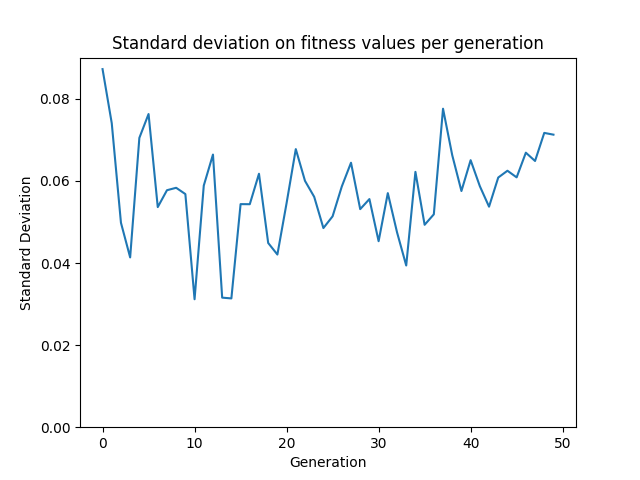 Standard deviation on fitness values per generation
Standard Deviation
0.08
0.06
0.04
0.02
0.00
0 10 20 30 40 50
Generation